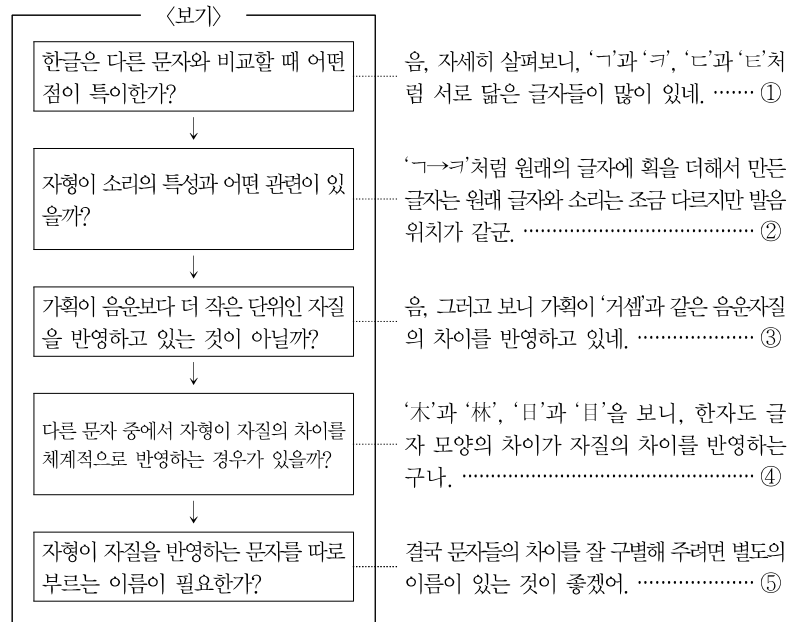 〈보기〉
한글은 다른 문자와 비교할 때 어떤
점이 특이한가?
음, 자세히 살펴보니, ‘ㄱ’과 ‘ㅋ’, ‘ㄷ’과 ‘ㅌ’처
럼 서로 닮은 글자들이 많이 있네. ······· ①
↓
자형이 소리의 특성과 어떤 관련이 있
을까?
‘ㄱ→ㅋ’처럼 원래의 글자에 획을 더해서 만든
글자는 원래 글자와 소리는 조금 다르지만 발음
위치가 같군. ······································ ②
↓
가획이 음운보다 더 작은 단위인 자질
을 반영하고 있는 것이 아닐까?
음, 그러고 보니 가획이 ‘거셈’과 같은 음운자질
의 차이를 반영하고 있네. ···················· ③
↓
다른 문자 중에서 자형이 자질의 차이를
체계적으로 반영하는 경우가 있을까?
‘木’과 ‘林’, ‘日’과 ‘目’을 보니, 한자도 글
자 모양의 차이가 자질의 차이를 반영하는
구나. ················································ ④
↓
자형이 자질을 반영하는 문자를 따로
부르는 이름이 필요한가?
결국 문자들의 차이를 잘 구별해 주려면 별도의
이름이 있는 것이 좋겠어. ···················· ⑤